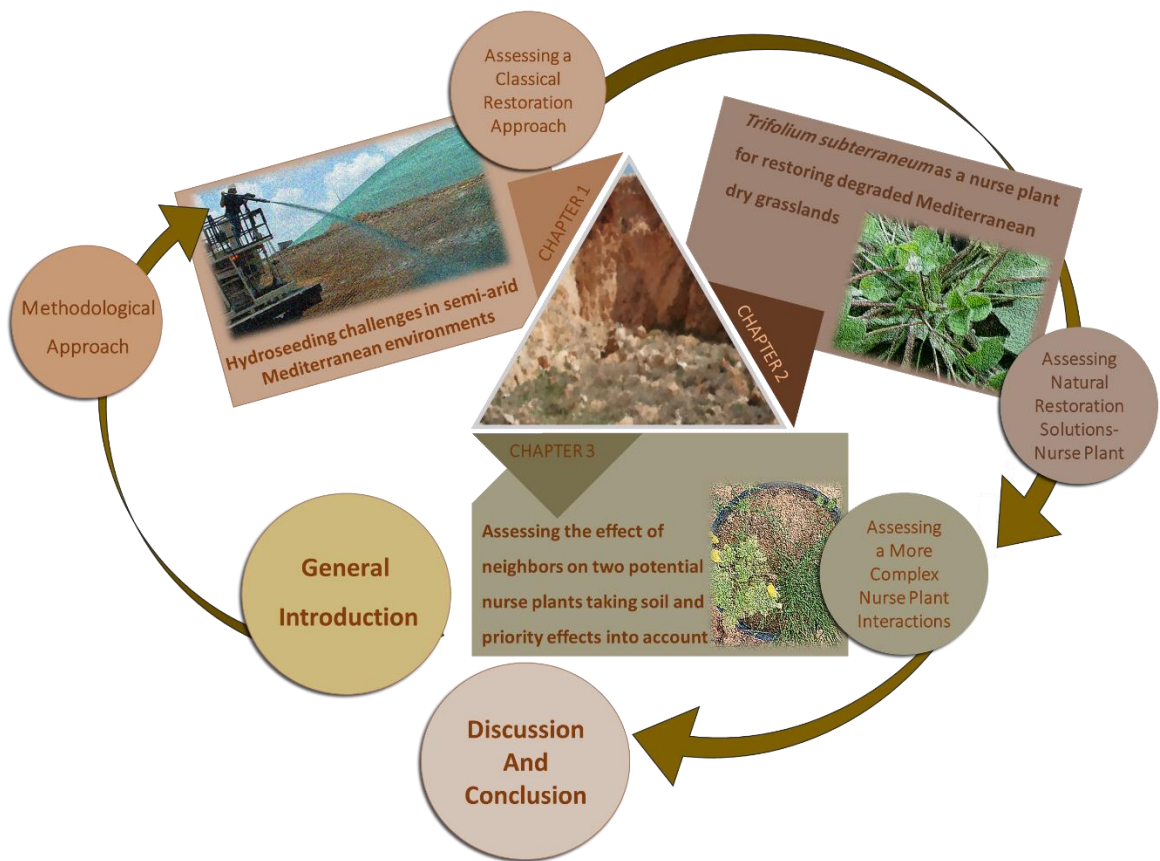 General
Introduction
Methodological
Approach
Assessing a
Classical
Restoration
Approach
CHAPTER 1
Hydroseeding challenges in semi-arid
Mediterranean environments
Trifolium subterraneum as a nurse plant
for restoring degraded Mediterranean
dry grasslands
CHAPTER 2
Assessing
Natural
Restoration
Solutions-
Nurse Plant
CHAPTER 3
Assessing the effect of
neighbors on two potential
nurse plants taking soil and
priority effects into account
Assessing
a More
Complex
Nurse Plant
Interactions
Discussion
And
Conclusion